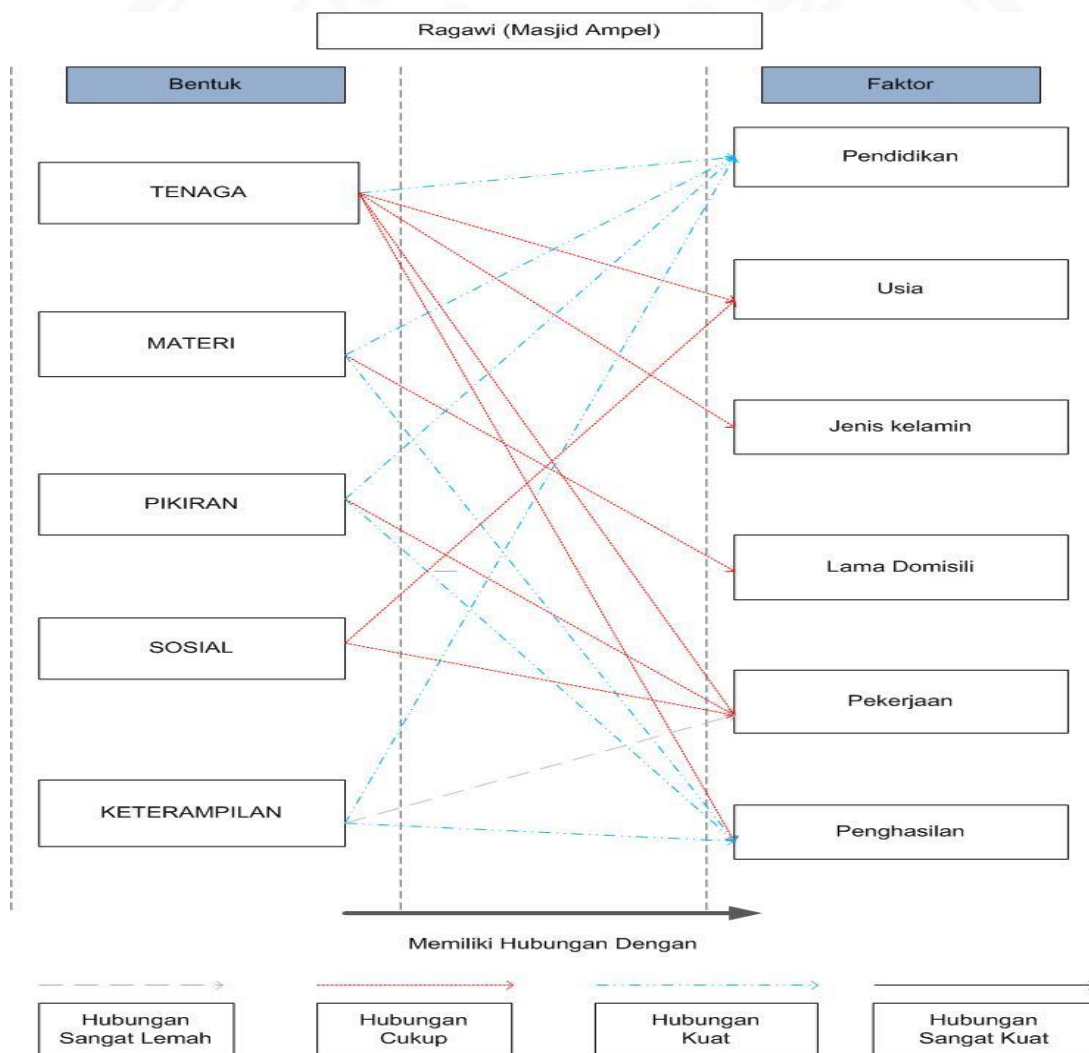 Ragawi (Masjid Ampel)
Bentuk
Faktor
TENAGA
MATERI
PIKIRAN
SOSIAL
KETERAMPILAN
Pendidikan
Usia
Jenis kelamin
Lama Domisili
Pekerjaan
Penghasilan
Memiliki Hubungan Dengan
Hubungan
Sangat Lemah
Hubungan
Cukup
Hubungan
Kuat
Hubungan
Sangat Kuat